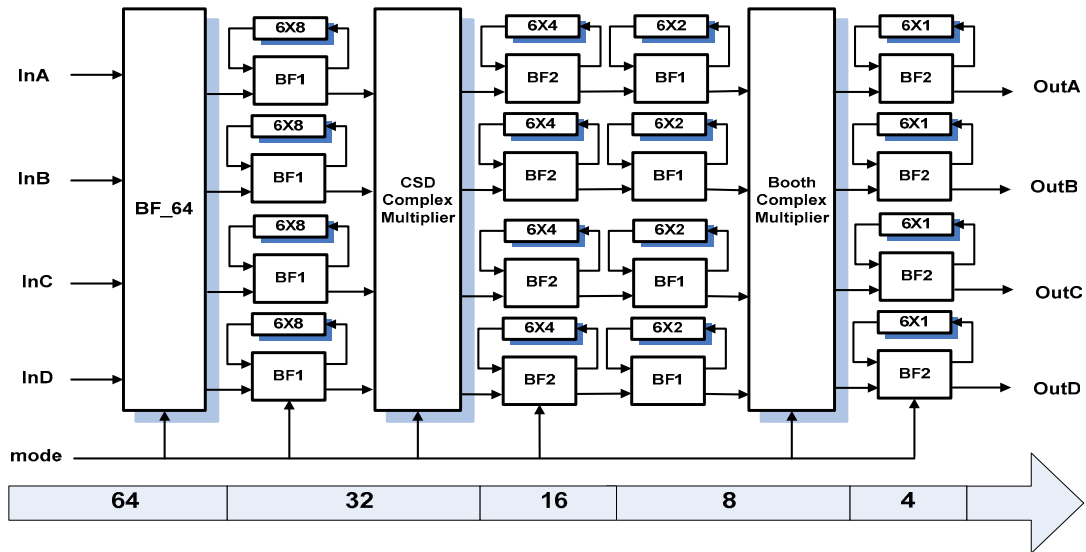 6X8 6X4 6X2 6X1
InA BF1 BF2 BF1 BF2 OutA
6X8 6X4 6X2 6X1
InB BF1 BF2 BF1 BF2 OutB
BF_64
CSD
Complex
Multiplier
Booth
Complex
Multiplier
6X8 6X4 6X2 6X1
InC BF1 BF2 BF1 BF2 OutC
6X8 6X4 6X2 6X1
InD BF1 BF2 BF1 BF2 OutD
mode
64 32 16 8 4